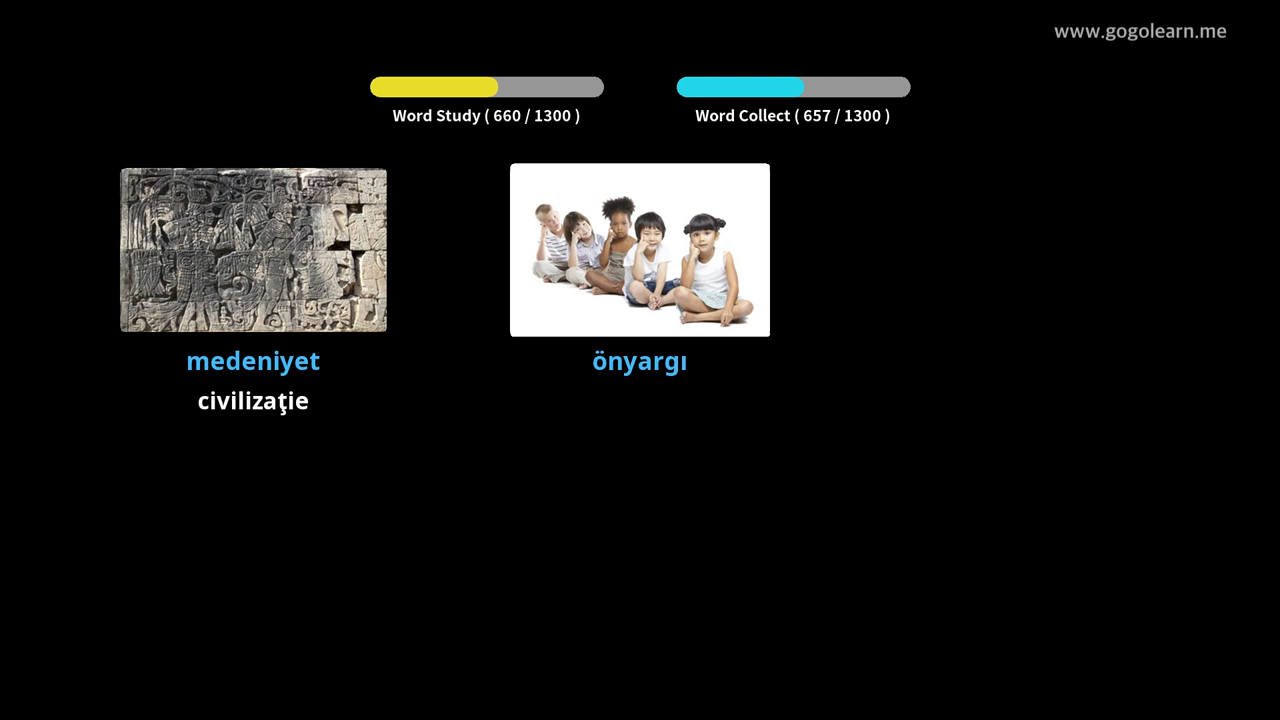 www.gogolearn.me
Word Study ( 660 / 1300 )
Word Collect ( 657 / 1300 )
medeniyet
civilizaţie
önyargı